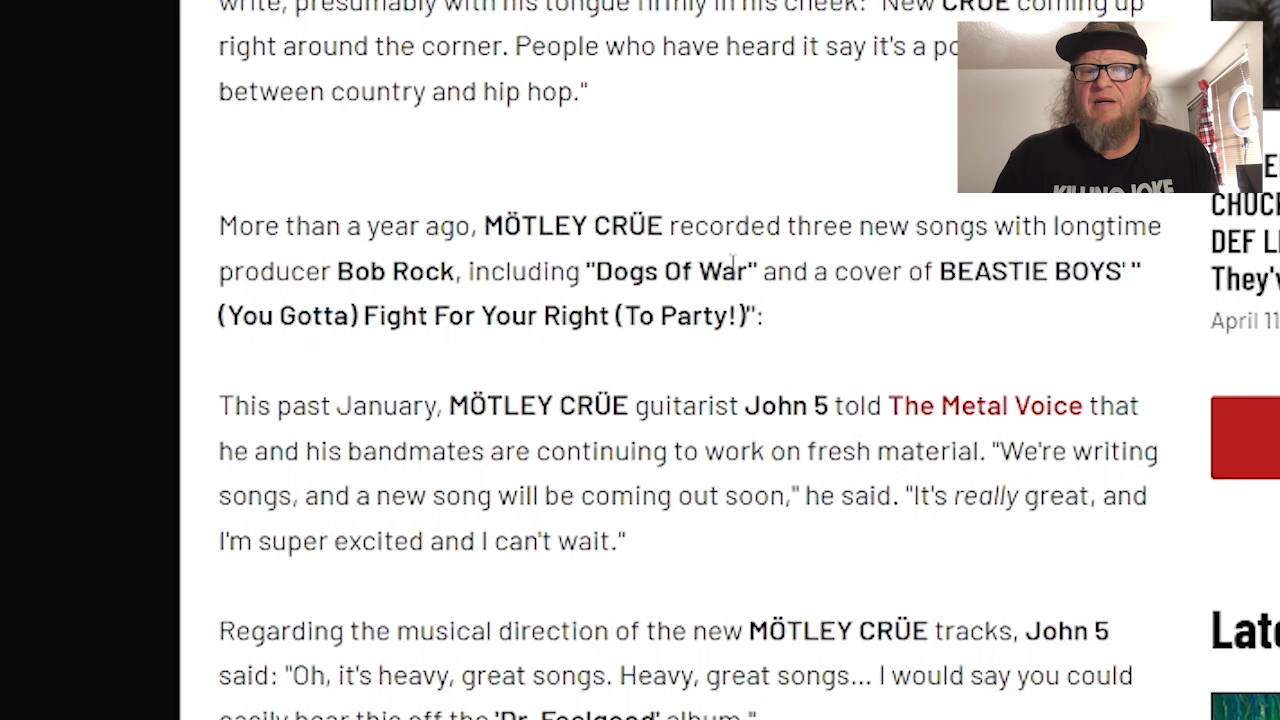 write, presumably with his tongue firmly in his cheek: "New CRÜE coming up
right around the corner. People who have heard it say it's a
between country and hip hop."
KILLING JOKE
More than a year ago, MÖTLEY CRÜE recorded three new songs with longtime
producer Bob Rock, including "Dogs Of War" and a cover of BEASTIE BOYS' "
(You Gotta) Fight For Your Right (To Party!)":
This past January, MÖTLEY CRÜE guitarist John 5 told The Metal Voice that
he and his bandmates are continuing to work on fresh material. "We're writing
songs, and a new song will be coming out soon," he said. "It's really great, and
I'm super excited and I can't wait."
Regarding the musical direction of the new MÖTLEY CRÜE tracks, John 5
said: "Oh, it's heavy, great songs. Heavy, great songs... I would say you could
easily hear this off the 'Dr. Feelgood' album."
DEF
They'v
April 11
Late